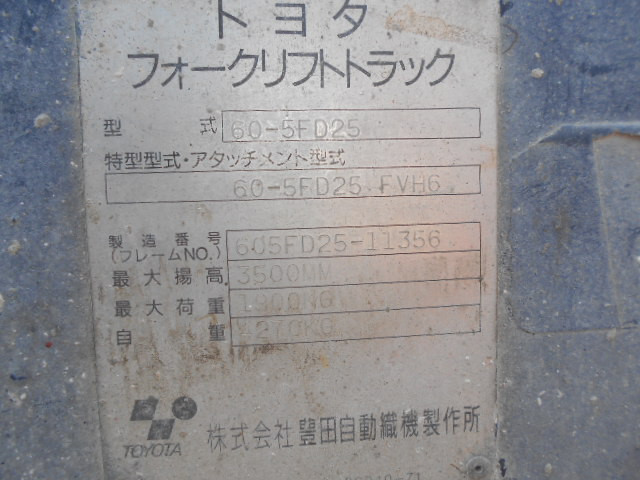 トヨタ
フォークリフトトラック
型 式 60-5FD25
特型型式・アタッチメント型式
60-5FD25 FVH6
製造番号 605FD25-11356
(フレームNO.)
最大揚高 3500MM
最大荷重 1900KG
自 重 4270KG
TOYOTA 株式会社 豐田自動織機製作所